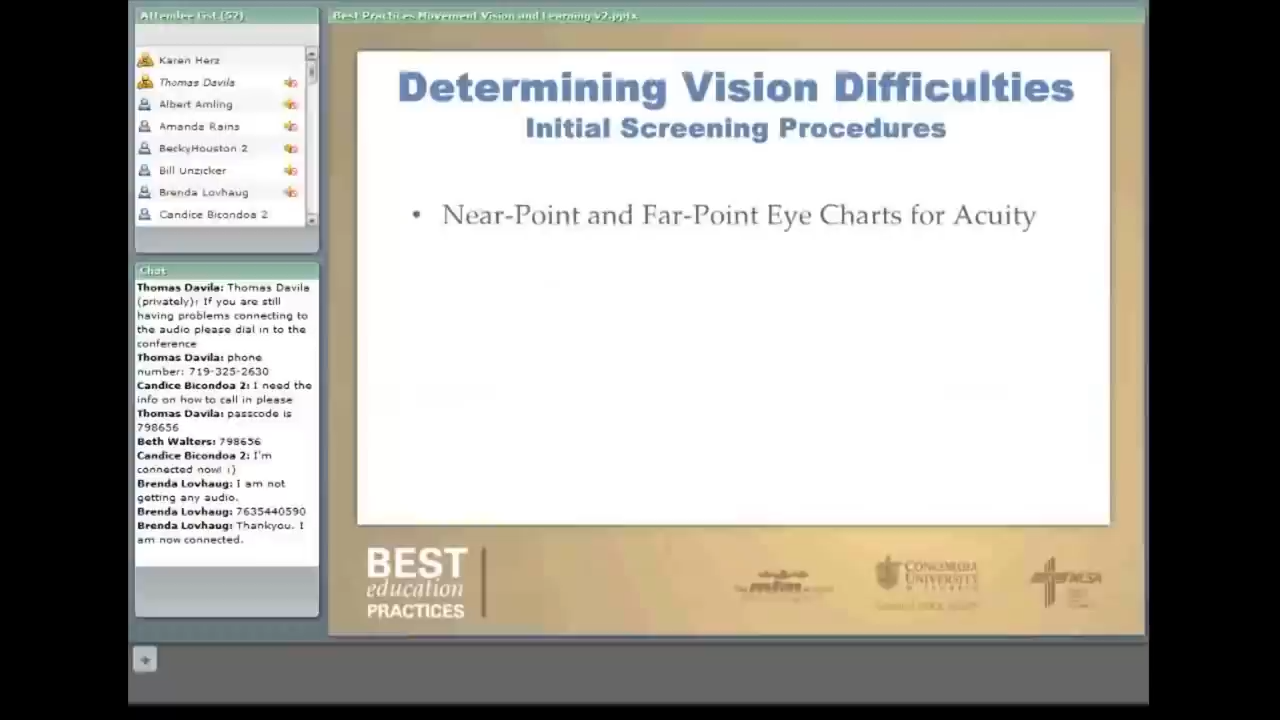 Attendee List (52)
Karen Herz
Thomas Davila
Albert Amling
Amanda Rains
BeckyHouston 2
Bill Unzicker
Brenda Lovhaug
Candice Bicondoa 2
Chat
Thomas Davila: Thomas Davila
(privately): If you are still
having problems connecting to
the audio please dial in to the
conference
Thomas Davila: phone
number: 719-325-2630
Candice Bicondoa 2: I need the
info on how to call in please
Thomas Davila: passcode is
798656
Beth Walters: 798656
Candice Bicondoa 2: I'm
connected now! :)
Brenda Lovhaug: I am not
getting any audio.
Brenda Lovhaug: 7635440590
Brenda Lovhaug: Thankyou. I
am now connected.
Best Practices Movement Vision and Learning v2.pptx
Determining Vision Difficulties
Initial Screening Procedures
• Near-Point and Far-Point Eye Charts for Acuity
BEST
education
PRACTICES
CONCORDIA
UNIVERSITY